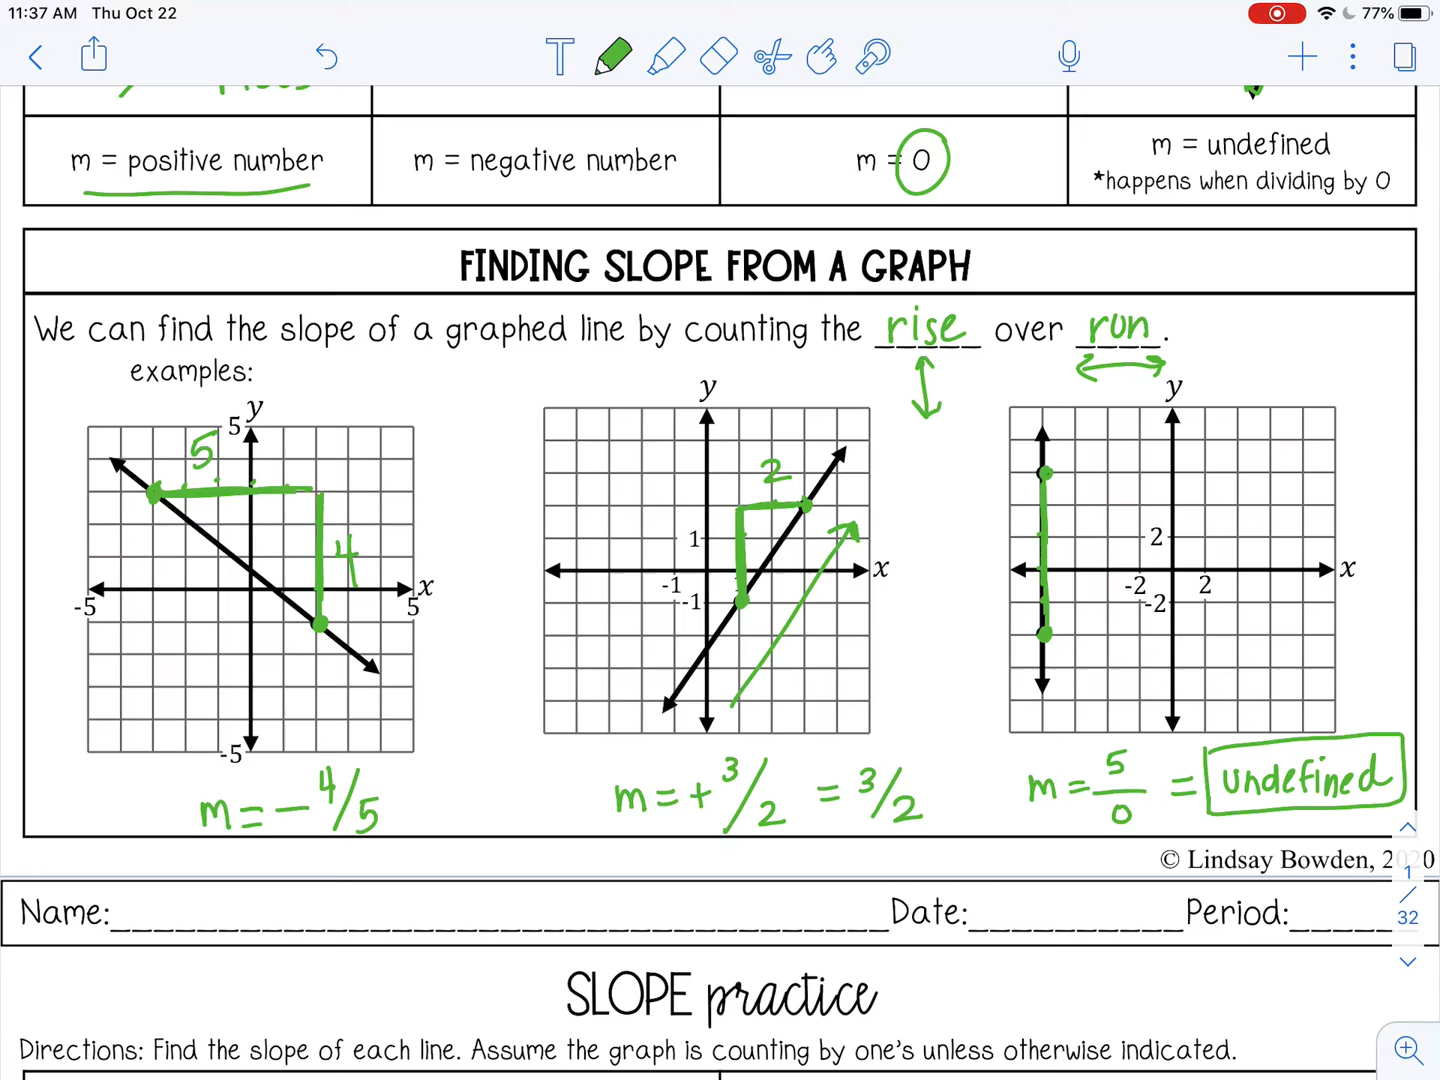 11:37 AM Thu Oct 22
77%
m = positive number
m = negative number
m = 0
m = undefined
*happens when dividing by 0
FINDING SLOPE FROM A GRAPH
We can find the slope of a graphed line by counting the rise over run.
examples:
y
5
5
4
-5
x
5
-5
m = - 4/5
y
2
1
x
-1
-1
m = + 3/2 = 3/2
y
2
x
-2
2
-2
m = 5/0 = undefined
© Lindsay Bowden, 2020
1
/
32
Name:
Date:
Period:
SLOPE practice
Directions: Find the slope of each line. Assume the graph is counting by one's unless otherwise indicated.